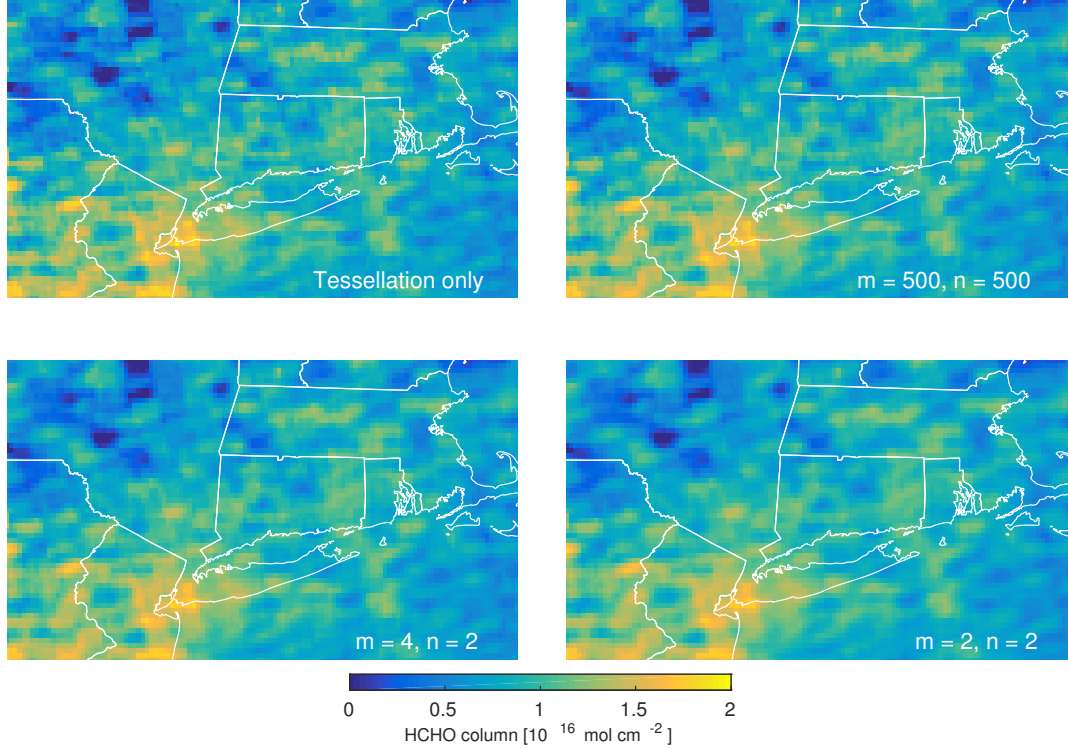 Tessellation only
m = 500, n = 500
m = 4, n = 2
m = 2, n = 2
0 0.5 1 1.5 2
HCHO column [10 16 mol cm -2 ]